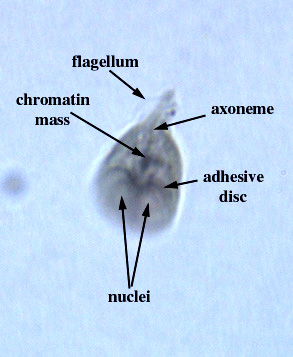 flagellum
chromatin
mass
axoneme
adhesive
disc
nuclei